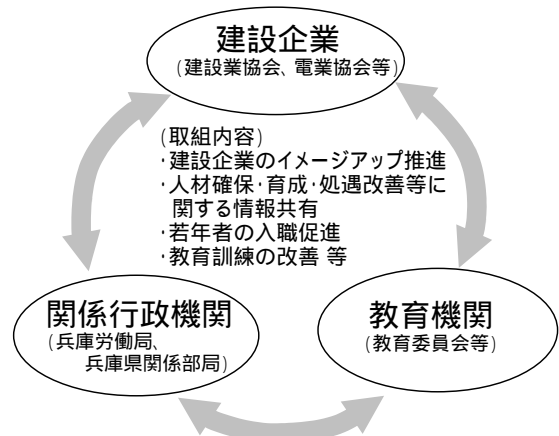 建設企業
(建設業協会、電業協会等)
(取組内容)
・建設企業のイメージアップ推進
・人材確保・育成・処遇改善等に
関する情報共有
・若年者の入職促進
・教育訓練の改善 等
関係行政機関
(兵庫労働局、
兵庫県関係部局)
教育機関
(教育委員会等)